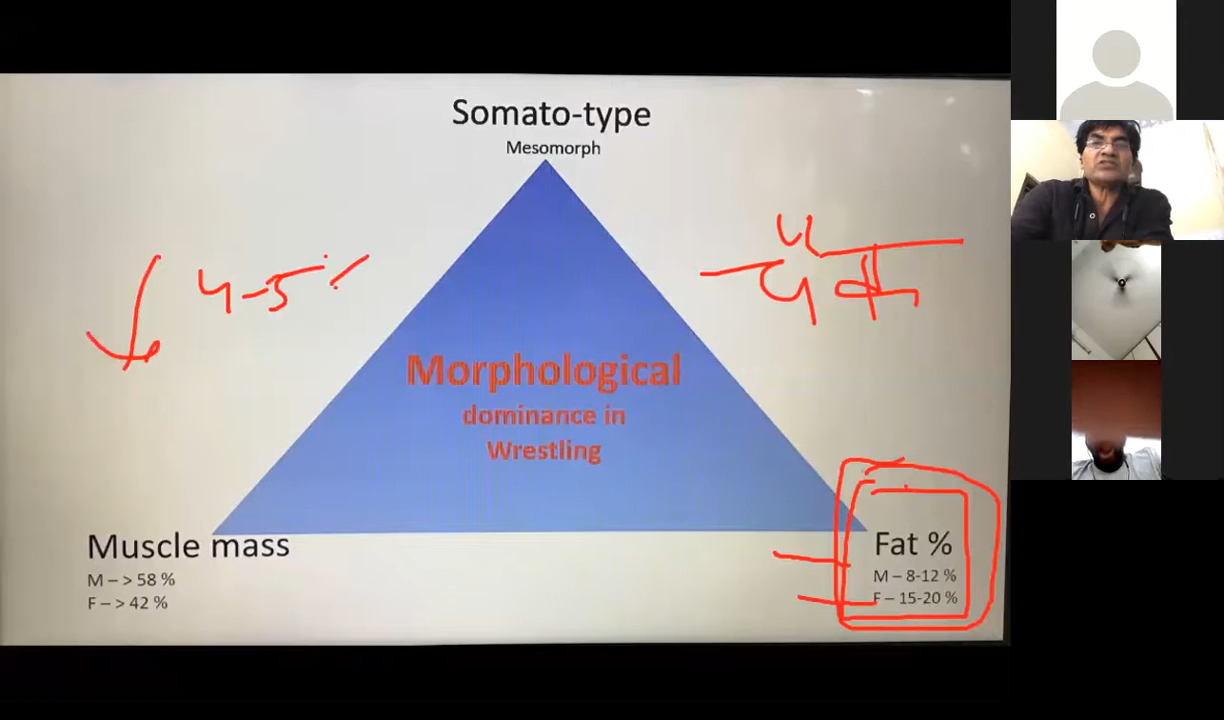 Somato-type
Mesomorph
4-5%
Morphological
dominance in
Wrestling
Muscle mass
M – > 58 %
F – > 42 %
Fat %
M – 8-12 %
F – 15-20 %